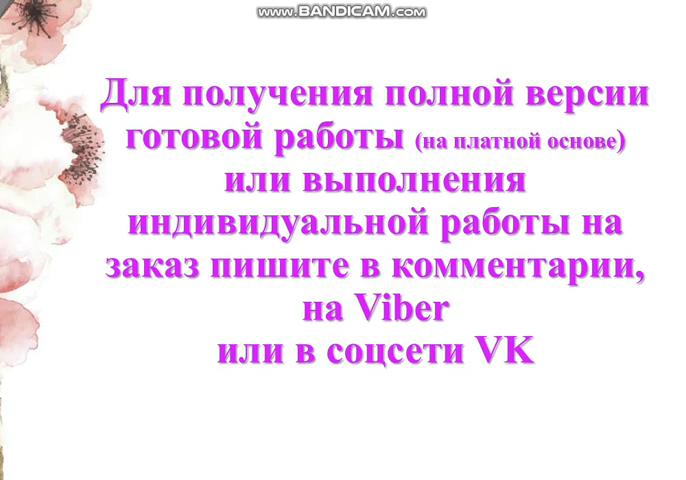 www.BANDICAM.com
Для получения полной версии
готовой работы (на платной основе)
или выполнения
индивидуальной работы на
заказ пишите в комментарии,
на Viber
или в соцсети VK